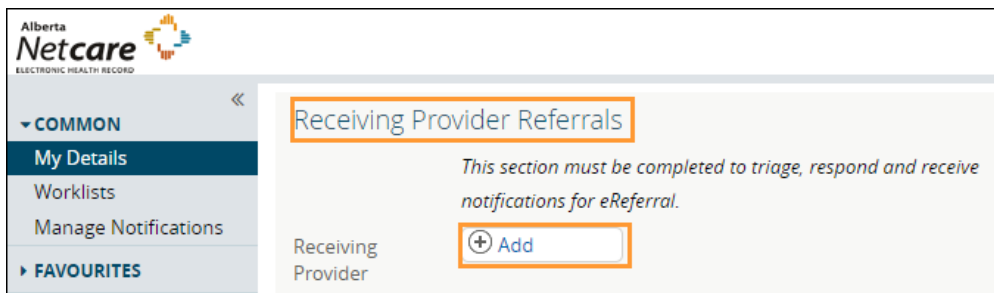 Alberta
Netcare
ELECTRONIC HEALTH RECORD
«
COMMON
My Details
Worklists
Manage Notifications
FAVOURITES
Receiving Provider Referrals
This section must be completed to triage, respond and receive
notifications for eReferral.
Receiving
Provider
Add